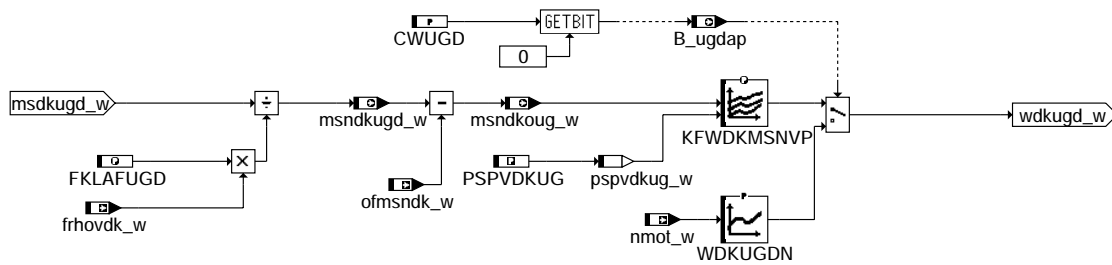 CWUGD
GETBIT
0
B_ugdap
msdkugd_w
msndkugd_w
msndkoug_w
KFWDKMSNVP
wdkugd_w
FKLAFUGD
frhovdk_w
ofmsndk_w
PSPVDKUG
pspvdkug_w
nmot_w
WDKUGDN